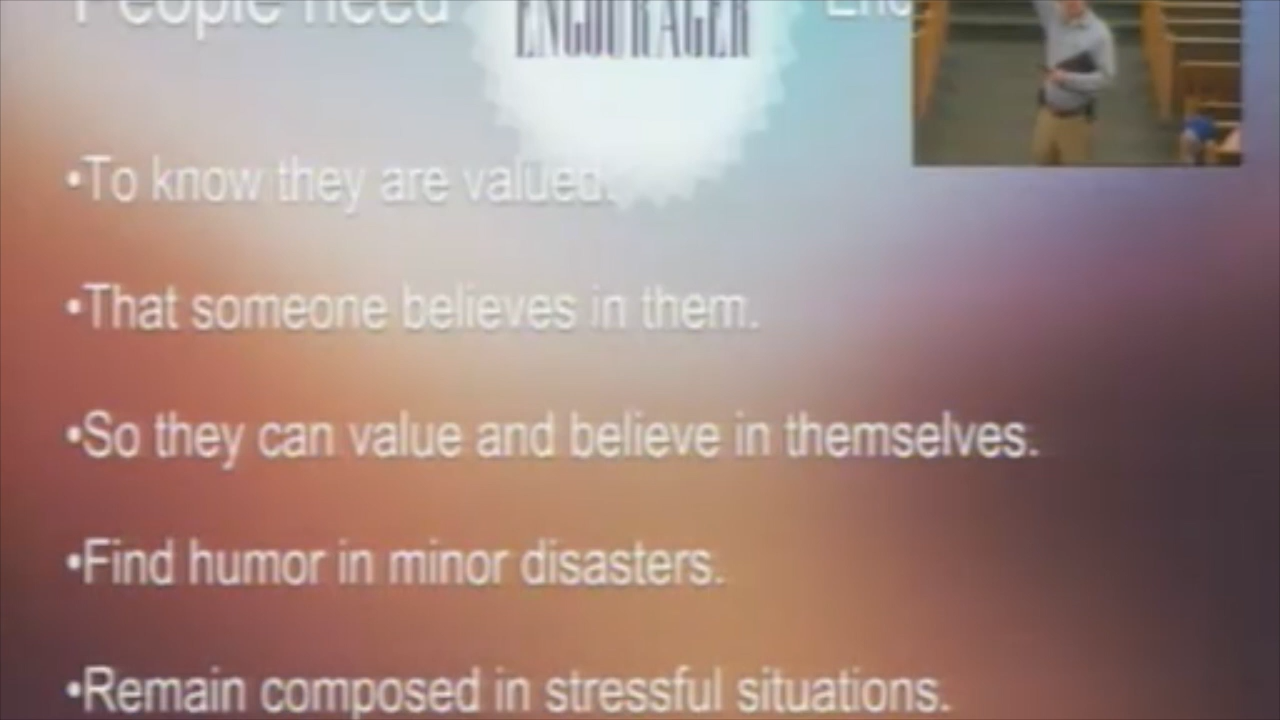 People need
ENCOURAGER
•To know they are valued.
•That someone believes in them.
•So they can value and believe in themselves.
•Find humor in minor disasters.
•Remain composed in stressful situations.